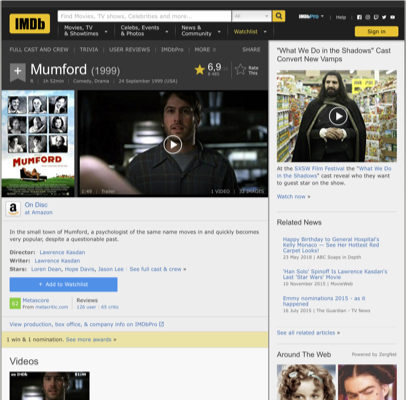 IMDb
Find Movies, TV shows, Celebrities and more...
All
IMDbPro
Help
Movies, TV & Showtimes
Celebs, Events & Photos
News & Community
Watchlist
Sign in
FULL CAST AND CREW | TRIVIA | USER REVIEWS | IMDbPro | MORE
SHARE
Mumford (1999)
6,9
Rate This
1h 52min | Comedy, Drama | 24 September 1999 (USA)
MUMFORD
1:49 | Trailer
1 VIDEO | 32 IMAGES
On Disc
at Amazon
In the small town of Mumford, a psychologist of the same name moves in and quickly becomes
very popular, despite a questionable past.
Director: Lawrence Kasdan
Writer: Lawrence Kasdan
Stars: Loren Dean, Hope Davis, Jason Lee | See full cast & crew »
+ Add to Watchlist
Metascore
From metacritic.com
Reviews
129 user | 65 critic
View production, box office, & company info on IMDbPro
1 win & 1 nomination. See more awards »
Videos
"What We Do in the Shadows" Cast
Convert New Vamps
At the SXSW Film Festival the "What We Do
in the Shadows" cast reveal who they want
to guest star on the show.
Watch now »
Related News
Happy Birthday to General Hospital's
Kelly Monaco — See Her Hottest Red
Carpet Looks!
23 May 2018 | ABC Soaps in Depth
'Han Solo' Spinoff Is Lawrence Kasdan's
Last 'Star Wars' Movie
10 November 2015 | MovieWeb
Emmy nominations 2015 - as it
happened
16 July 2015 | The Guardian - TV News
See all related articles »
Around The Web
Powered by ZergNet